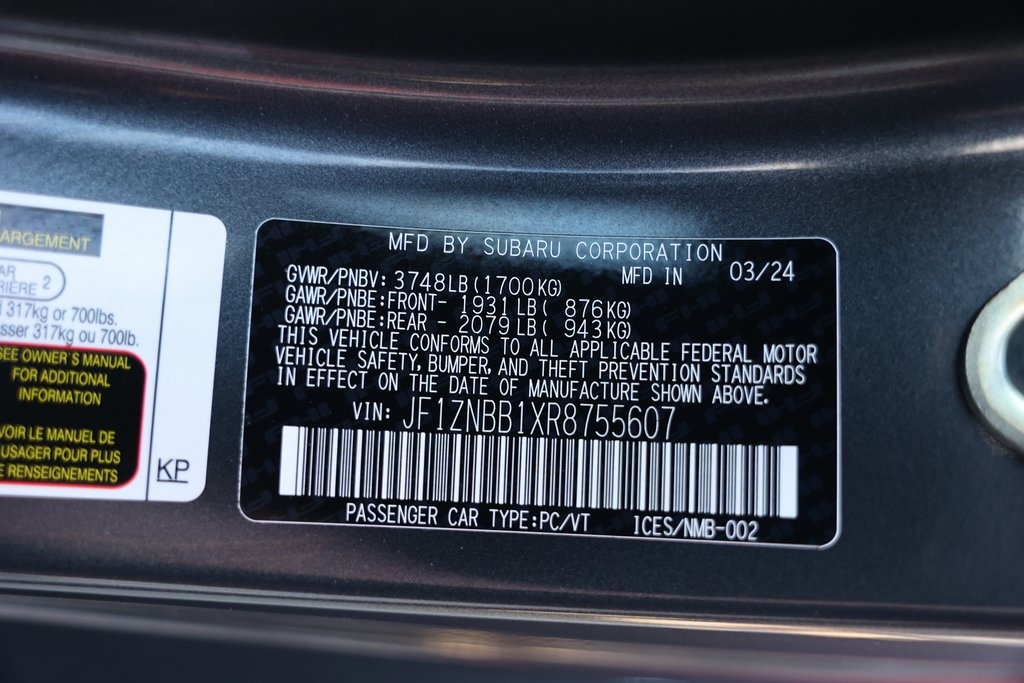 ARGEMENT
2
317kg or 700lbs.
sser 317kg ou 700lb.
SEE OWNER'S MANUAL
FOR ADDITIONAL
INFORMATION
VOIR LE MANUEL DE
USAGER POUR PLUS
RENSEIGNEMENTS
KP
MFD BY SUBARU CORPORATION
MFD IN 03/24
GVWR/PNBV: 3748LB(1700KG)
GAWR/PNBE:FRONT- 1931LB( 876KG)
GAWR/PNBE:REAR - 2079LB( 943KG)
THIS VEHICLE CONFORMS TO ALL APPLICABLE FEDERAL MOTOR
VEHICLE SAFETY, BUMPER, AND THEFT PREVENTION STANDARDS
IN EFFECT ON THE DATE OF MANUFACTURE SHOWN ABOVE.
VIN: JF1ZNBB1XR8755607
PASSENGER CAR TYPE:PC/VT ICES/NMB-002